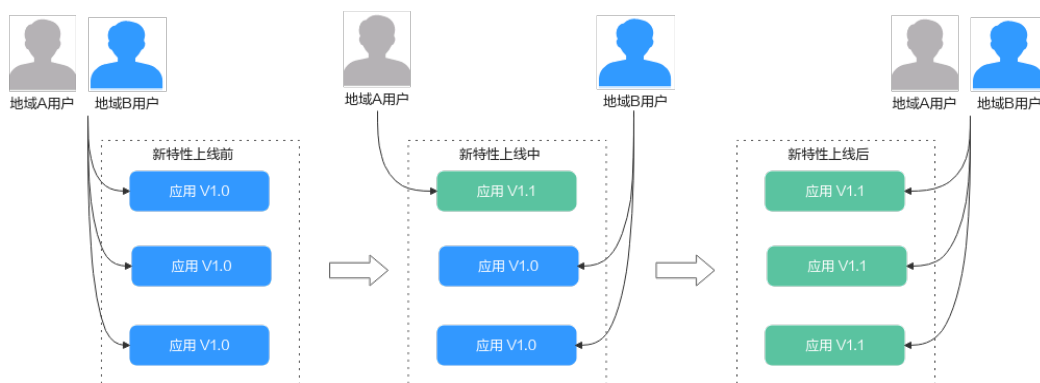 地域A用户
地域B用户
新特性上线前
应用 V1.0
应用 V1.0
应用 V1.0
地域A用户
地域B用户
新特性上线中
应用 V1.1
应用 V1.0
应用 V1.0
地域A用户
地域B用户
新特性上线后
应用 V1.1
应用 V1.1
应用 V1.1